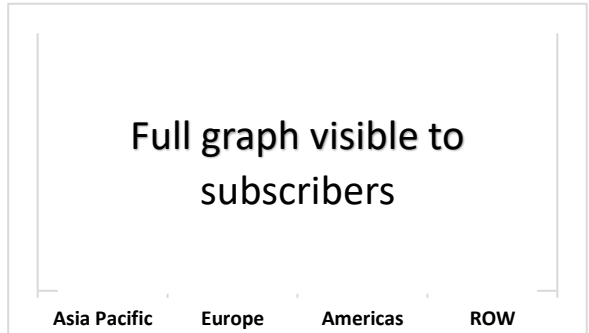 Full graph visible to
subscribers
Asia Pacific Europe Americas ROW